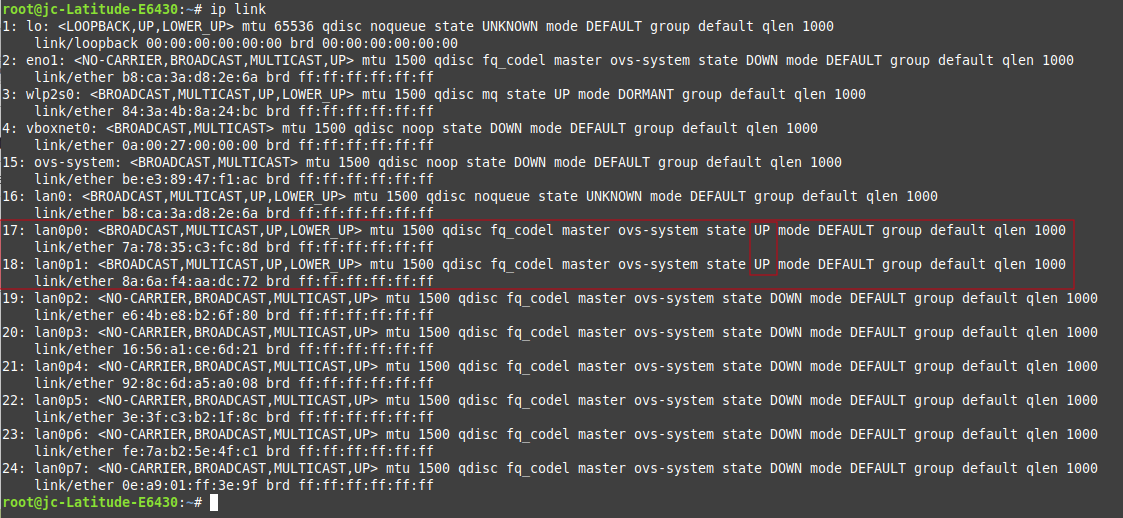 root@jc-Latitude-E6430:~# ip link
1: lo: <LOOPBACK,UP,LOWER_UP> mtu 65536 qdisc noqueue state UNKNOWN mode DEFAULT group default qlen 1000
    link/loopback 00:00:00:00:00:00 brd 00:00:00:00:00:00
2: eno1: <NO-CARRIER,BROADCAST,MULTICAST,UP> mtu 1500 qdisc fq_codel master ovs-system state DOWN mode DEFAULT group default qlen 1000
    link/ether b8:ca:3a:d8:2e:6a brd ff:ff:ff:ff:ff:ff
3: wlp2s0: <BROADCAST,MULTICAST,UP,LOWER_UP> mtu 1500 qdisc mq state UP mode DORMANT group default qlen 1000
    link/ether 84:3a:4b:8a:24:bc brd ff:ff:ff:ff:ff:ff
4: vboxnet0: <BROADCAST,MULTICAST> mtu 1500 qdisc noop state DOWN mode DEFAULT group default qlen 1000
    link/ether 0a:00:27:00:00:00 brd ff:ff:ff:ff:ff:ff
15: ovs-system: <BROADCAST,MULTICAST> mtu 1500 qdisc noop state DOWN mode DEFAULT group default qlen 1000
    link/ether be:e3:89:47:f1:ac brd ff:ff:ff:ff:ff:ff
16: lan0: <BROADCAST,MULTICAST,UP,LOWER_UP> mtu 1500 qdisc noqueue state UNKNOWN mode DEFAULT group default qlen 1000
    link/ether b8:ca:3a:d8:2e:6a brd ff:ff:ff:ff:ff:ff
17: lan0p0: <BROADCAST,MULTICAST,UP,LOWER_UP> mtu 1500 qdisc fq_codel master ovs-system state UP mode DEFAULT group default qlen 1000
    link/ether 7a:78:35:c3:fc:8d brd ff:ff:ff:ff:ff:ff
18: lan0p1: <BROADCAST,MULTICAST,UP,LOWER_UP> mtu 1500 qdisc fq_codel master ovs-system state UP mode DEFAULT group default qlen 1000
    link/ether 8a:6a:f4:aa:dc:72 brd ff:ff:ff:ff:ff:ff
19: lan0p2: <NO-CARRIER,BROADCAST,MULTICAST,UP> mtu 1500 qdisc fq_codel master ovs-system state DOWN mode DEFAULT group default qlen 1000
    link/ether e6:4b:e8:b2:6f:80 brd ff:ff:ff:ff:ff:ff
20: lan0p3: <NO-CARRIER,BROADCAST,MULTICAST,UP> mtu 1500 qdisc fq_codel master ovs-system state DOWN mode DEFAULT group default qlen 1000
    link/ether 16:56:a1:ce:6d:21 brd ff:ff:ff:ff:ff:ff
21: lan0p4: <NO-CARRIER,BROADCAST,MULTICAST,UP> mtu 1500 qdisc fq_codel master ovs-system state DOWN mode DEFAULT group default qlen 1000
    link/ether 92:8c:6d:a5:a0:08 brd ff:ff:ff:ff:ff:ff
22: lan0p5: <NO-CARRIER,BROADCAST,MULTICAST,UP> mtu 1500 qdisc fq_codel master ovs-system state DOWN mode DEFAULT group default qlen 1000
    link/ether 3e:3f:c3:b2:1f:8c brd ff:ff:ff:ff:ff:ff
23: lan0p6: <NO-CARRIER,BROADCAST,MULTICAST,UP> mtu 1500 qdisc fq_codel master ovs-system state DOWN mode DEFAULT group default qlen 1000
    link/ether fe:7a:b2:5e:4f:c1 brd ff:ff:ff:ff:ff:ff
24: lan0p7: <NO-CARRIER,BROADCAST,MULTICAST,UP> mtu 1500 qdisc fq_codel master ovs-system state DOWN mode DEFAULT group default qlen 1000
    link/ether 0e:a9:01:ff:3e:9f brd ff:ff:ff:ff:ff:ff
root@jc-Latitude-E6430:~#